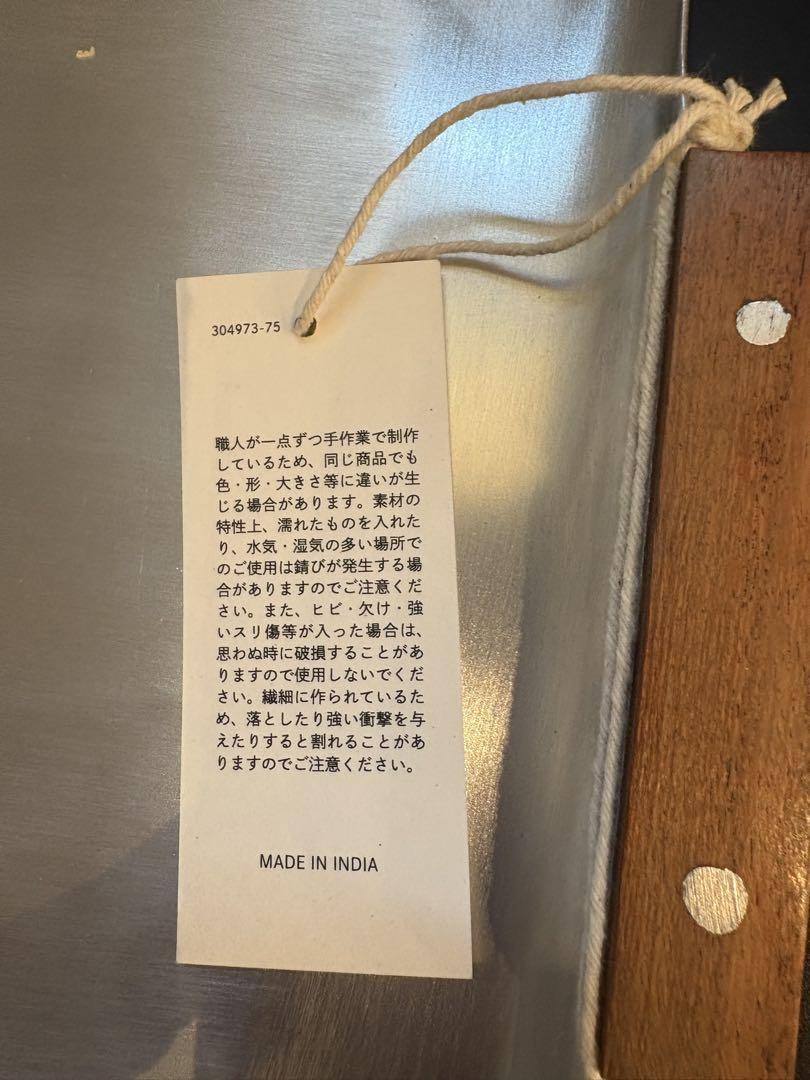 304973-75
職人が一点ずつ手作業で制作
しているため、同じ商品でも
色・形・大きさ等に違いが生
じる場合があります。素材の
特性上、濡れたものを入れた
り、水気・湿気の多い場所で
のご使用は錆びが発生する場
合がありますのでご注意くだ
さい。また、ヒビ・欠け・強
いスリ傷等が入った場合は、
思わぬ時に破損することがあ
りますので使用しないでくだ
さい。繊細に作られているた
め、落としたり強い衝撃を与
えたりすると割れることがあ
りますのでご注意ください。
MADE IN INDIA